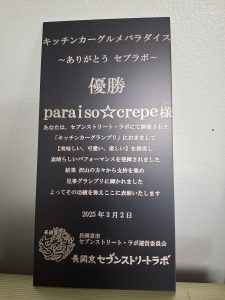 キッチンカーグルメパラダイス
～ありがとう セブラボ～
優勝
paraiso☆crepe様
あなたは、セブンストリート・ラボにて開催された
「キッチンカーグランプリ」におきまして
【美味しい、可愛い、楽しい】を提供し
素晴らしいパフォーマンスを発揮されました
結果 沢山の方々から支持を集め
見事グランプリに輝かれました
よってその功績を称えここに表彰いたします
2025年3月2日
長岡京市
セブンストリート・ラボ運営委員会
長岡京 セブンストリートラボ